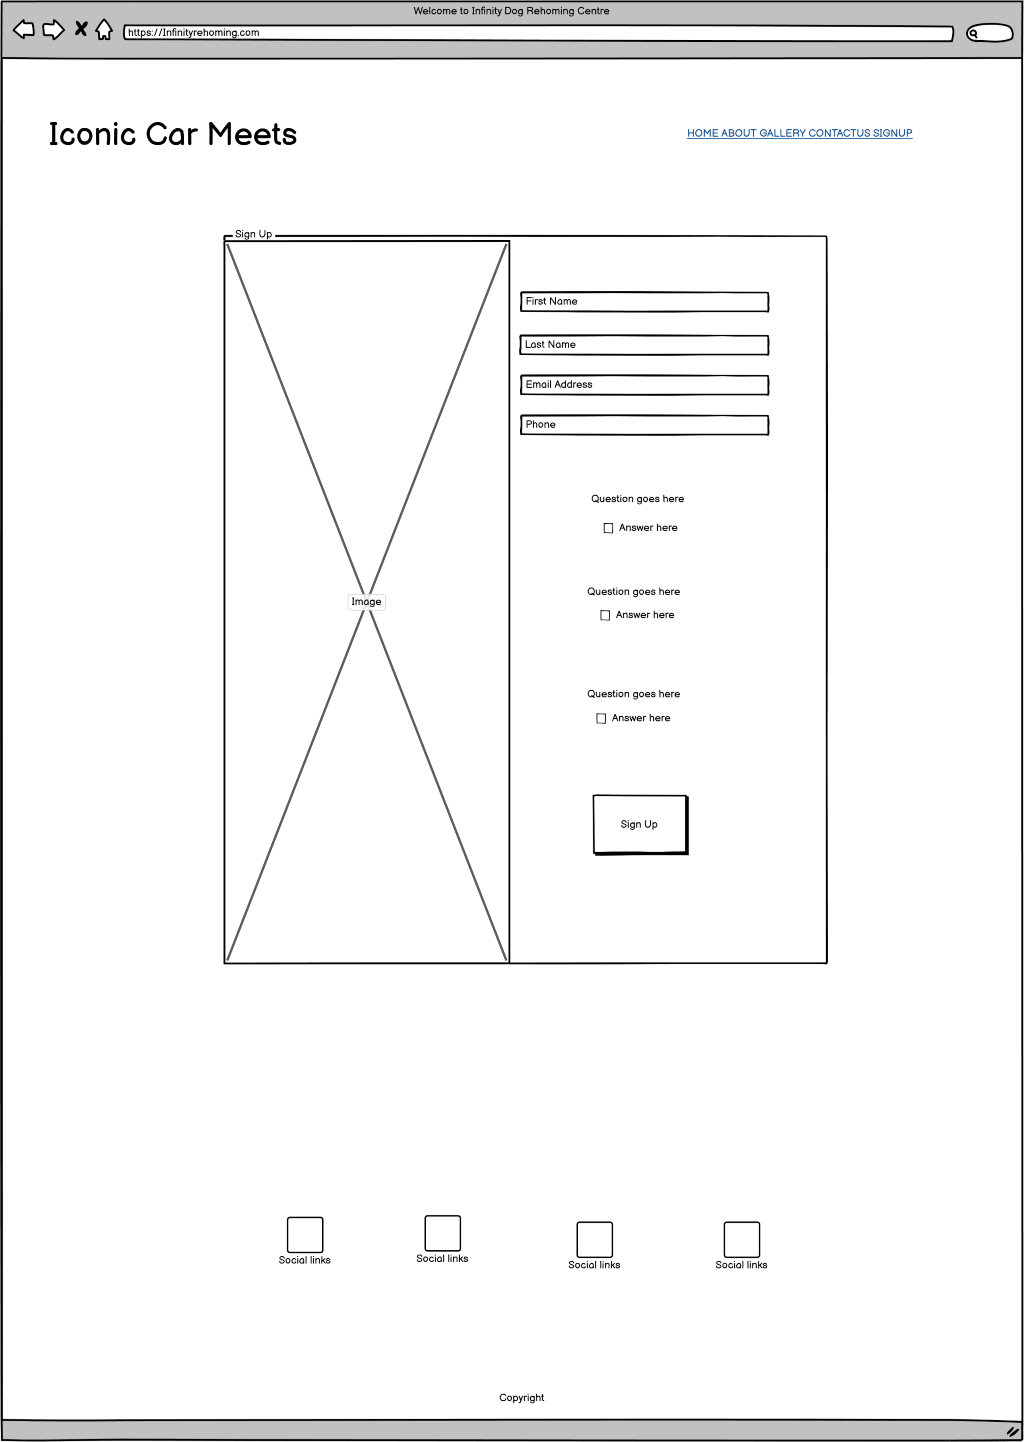 Welcome to Infinity Dog Rehoming Centre
https://Infinityrehoming.com
Iconic Car Meets
HOME ABOUT GALLERY CONTACTUS SIGNUP
Sign Up
First Name
Last Name
Email Address
Phone
Question goes here
Answer here
Image
Question goes here
Answer here
Question goes here
Answer here
Sign Up
Social links
Social links
Social links
Social links
Copyright